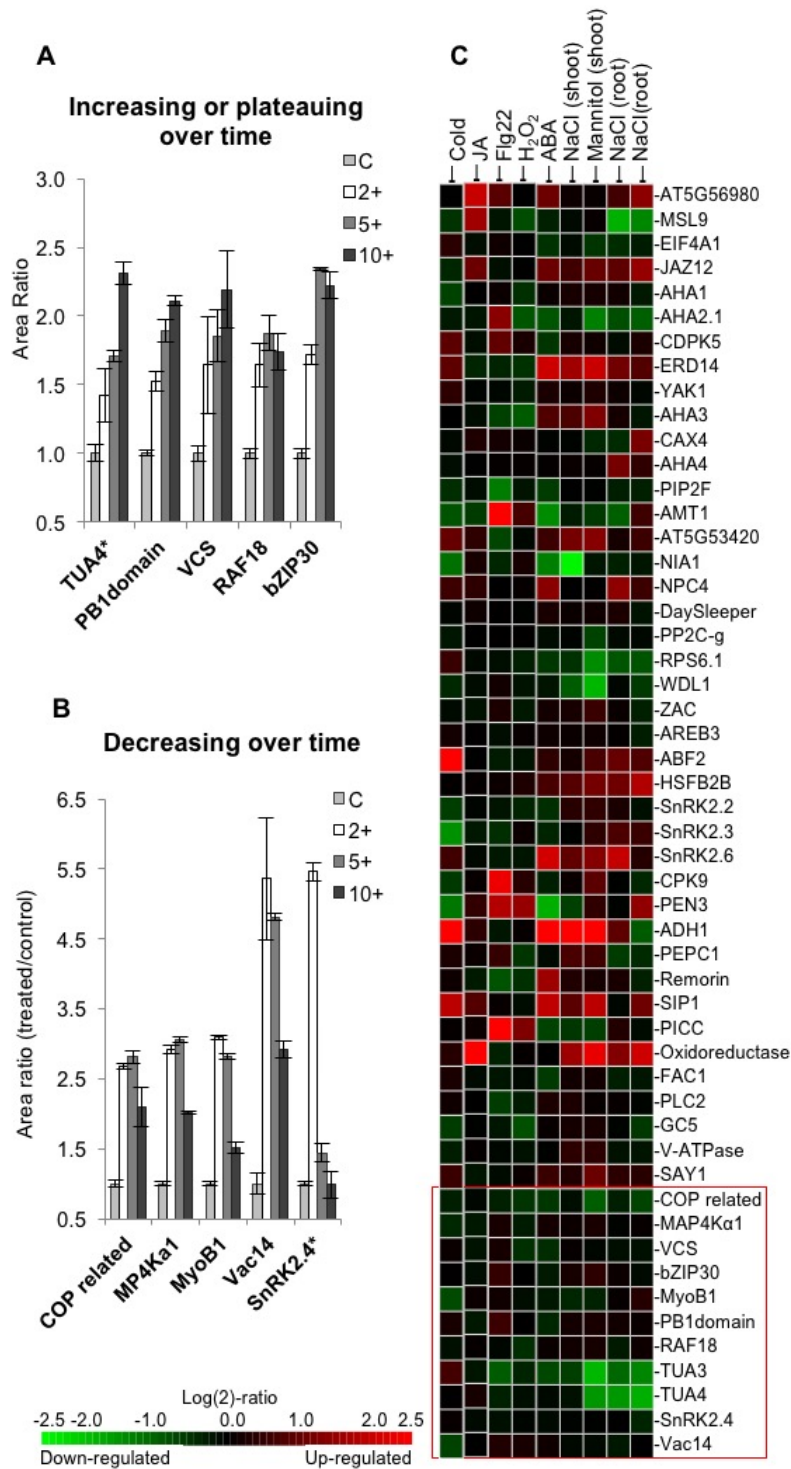 A
Increasing or plateauing
over time
C
2+
5+
10+
3.0
2.5
2.0
1.5
1.0
0.5
Area Ratio
TUA4*
PB1domain
VCS
RAF18
bZIP30
B
Decreasing over time
C
2+
5+
10+
6.5
5.5
4.5
3.5
2.5
1.5
0.5
Area ratio (treated/control)
COP related
MP4Ka1
MyoB1
Vac14
SnRK2.4*
Log(2)-ratio
-2.5 -2.0 -1.0 0.0 1.0 2.0 2.5
Down-regulated Up-regulated
C
Cold
JA
Flg22
H₂O₂
ABA
NaCl (shoot)
Mannitol (shoot)
NaCl (root)
NaCl(root)
-AT5G56980
-MSL9
-EIF4A1
-JAZ12
-AHA1
-AHA2.1
-CDPK5
-ERD14
-YAK1
-AHA3
-CAX4
-AHA4
-PIP2F
-AMT1
-AT5G53420
-NIA1
-NPC4
-DaySleeper
-PP2C-g
-RPS6.1
-WDL1
-ZAC
-AREB3
-ABF2
-HSFB2B
-SnRK2.2
-SnRK2.3
-SnRK2.6
-CPK9
-PEN3
-ADH1
-PEPC1
-Remorin
-SIP1
-PICC
-Oxidoreductase
-FAC1
-PLC2
-GC5
-V-ATPase
-SAY1
-COP related
-MAP4Kα1
-VCS
-bZIP30
-MyoB1
-PB1domain
-RAF18
-TUA3
-TUA4
-SnRK2.4
-Vac14